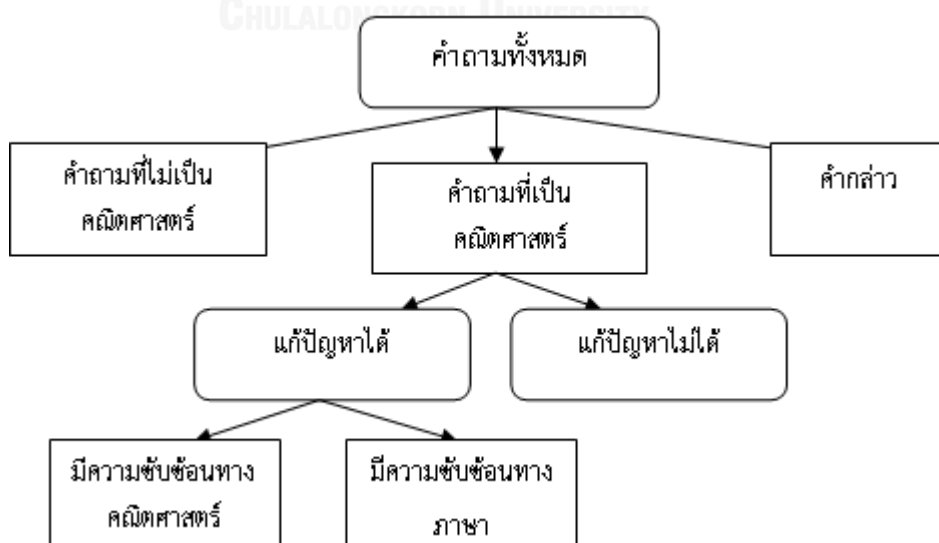 CHULALONGKORN UNIVERSITY
คำถามทั้งหมด
คำถามที่ไม่เป็น
คณิตศาสตร์
คำถามที่เป็น
คณิตศาสตร์
คำกล่าว
แก้ปัญหาได้
แก้ปัญหาไม่ได้
มีความซับซ้อนทาง
คณิตศาสตร์
มีความซับซ้อนทาง
ภาษา